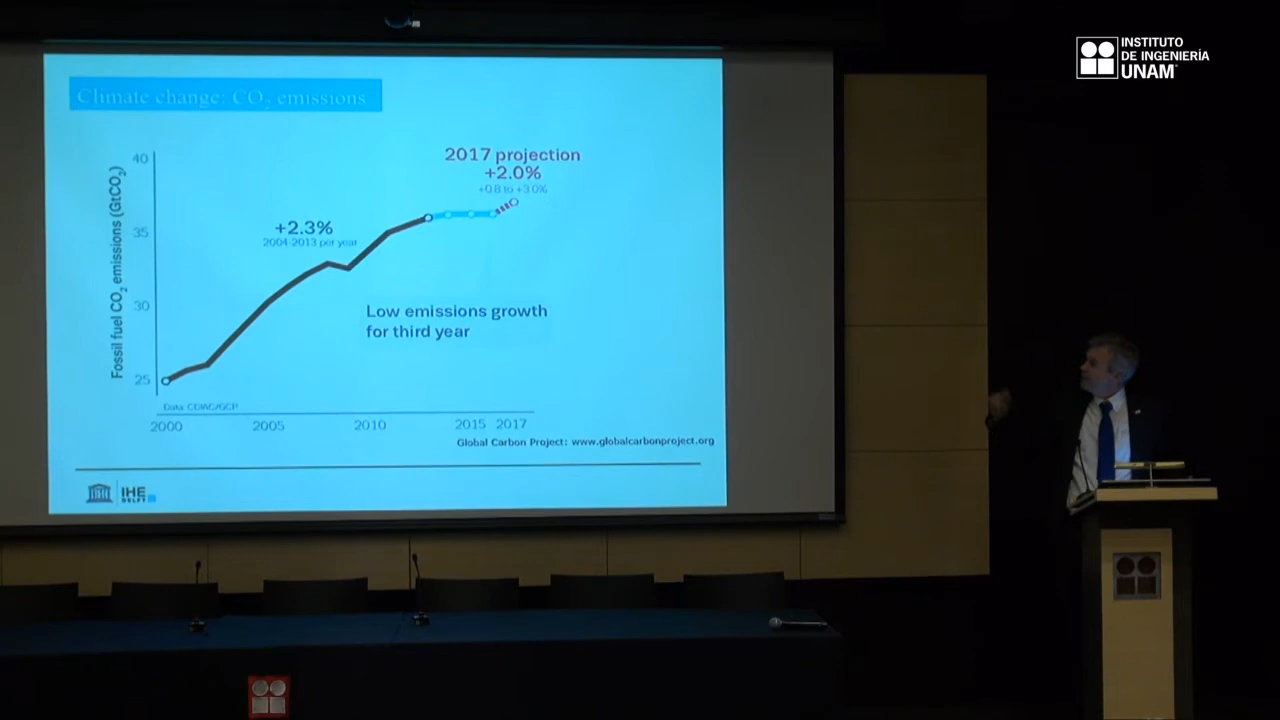 INSTITUTO
DE INGENIERÍA
UNAM
Climate change: CO₂ emissions
2017 projection
+2.0%
+0.8 to +3.0%
+2.3%
2004-2013 per year
Low emissions growth
for third year
Fossil fuel CO₂ emissions (GtCO₂)
40
35
30
25
Data: CDIAC/GCP
2000 2005 2010 2015 2017
Global Carbon Project: www.globalcarbonproject.org
IHE
DELFT